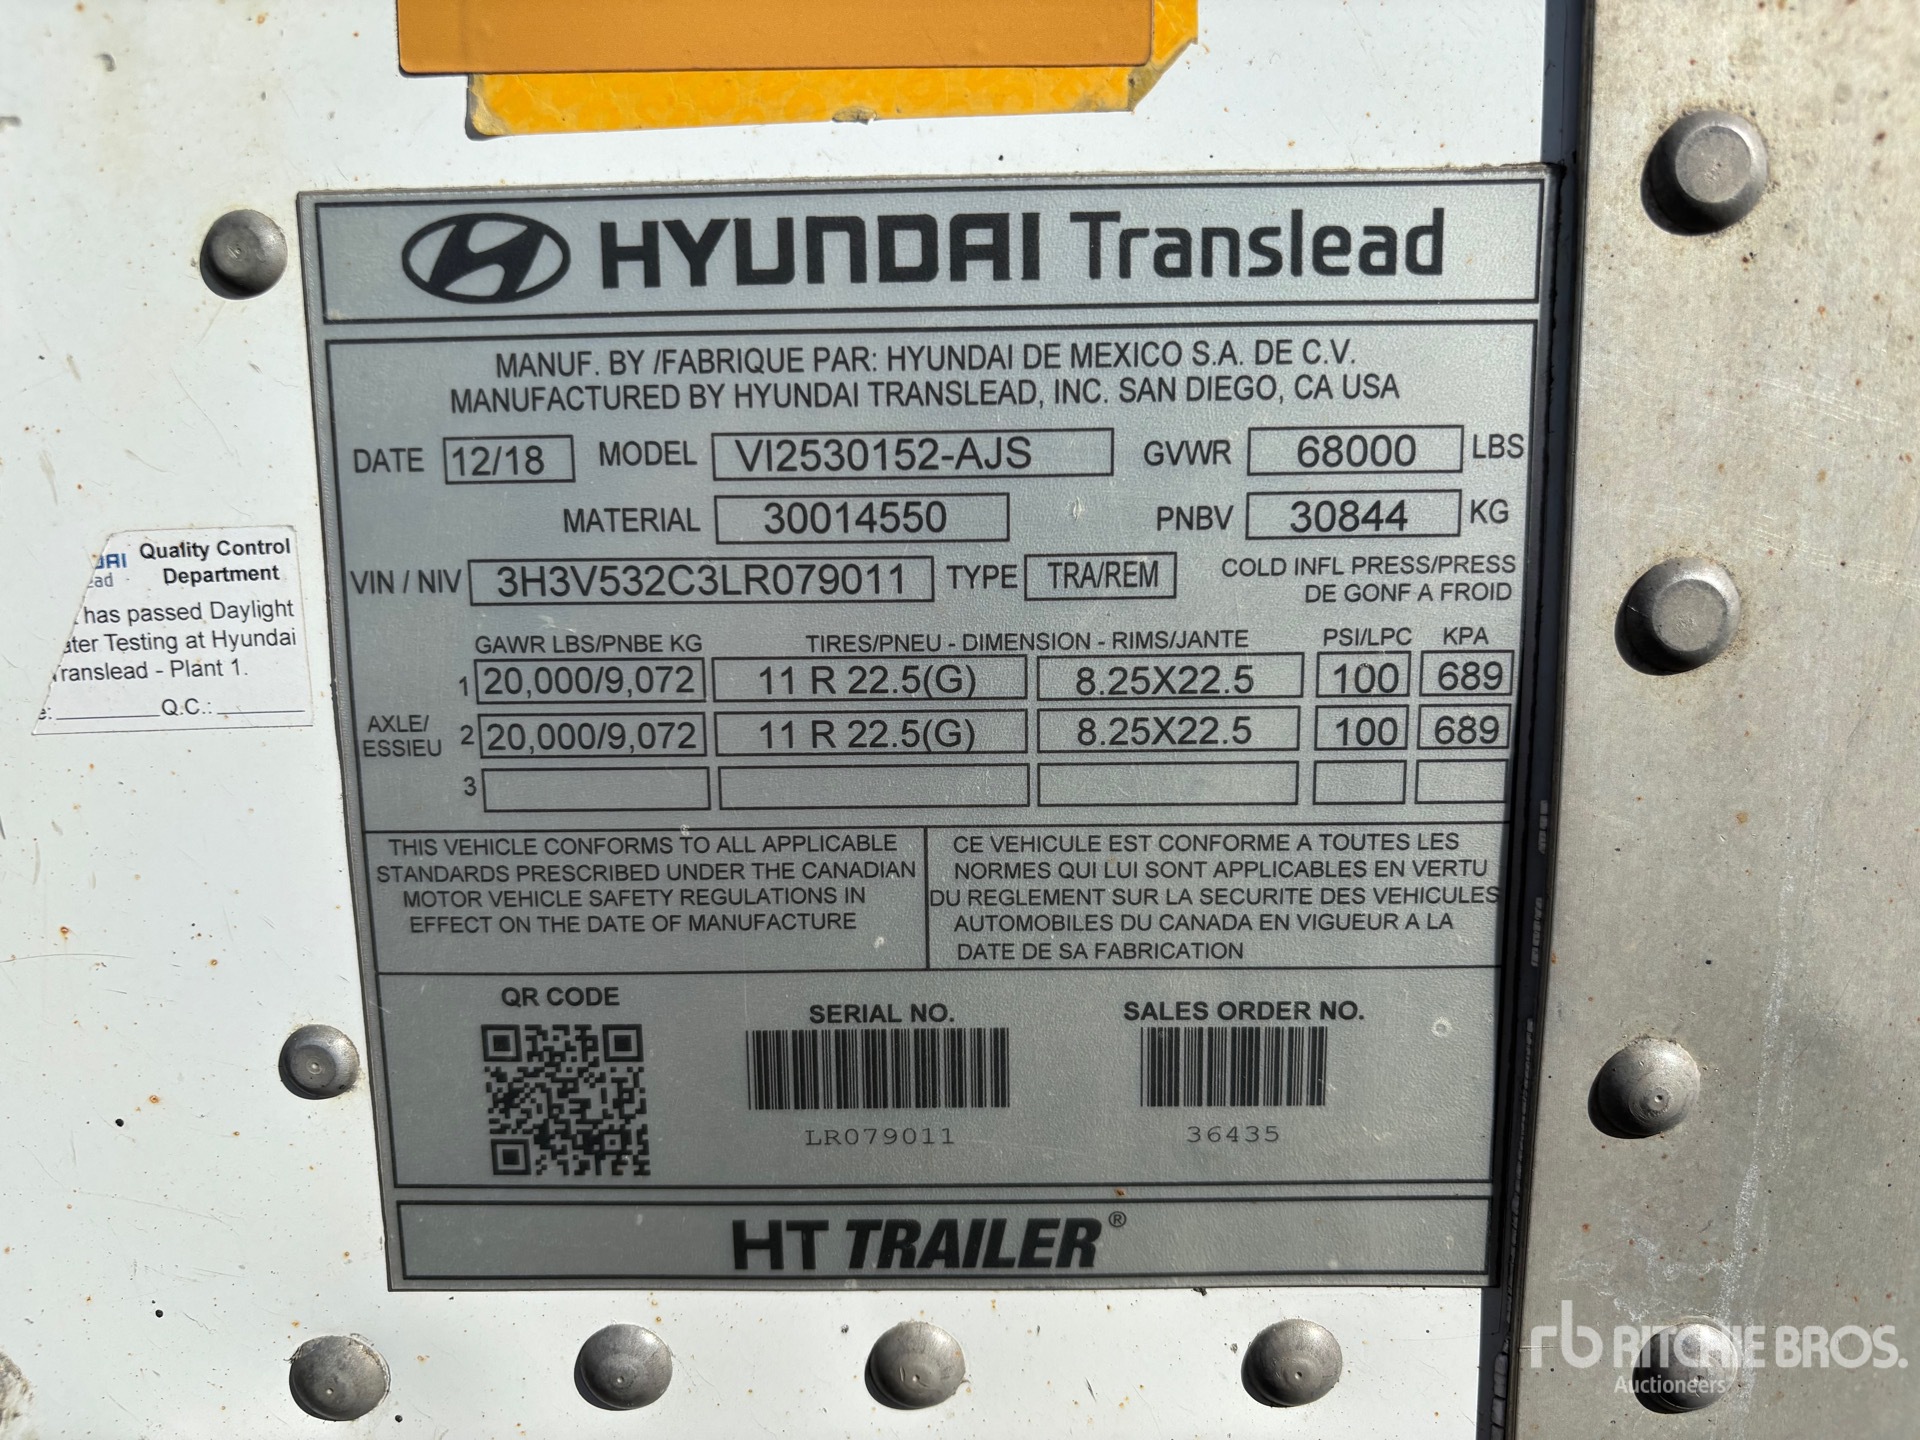 HYUNDAI Translead
MANUF. BY /FABRIQUE PAR: HYUNDAI DE MEXICO S.A. DE C.V.
MANUFACTURED BY HYUNDAI TRANSLEAD, INC. SAN DIEGO, CA USA
DATE 12/18 MODEL VI2530152-AJS GVWR 68000 LBS
MATERIAL 30014550 PNBV 30844 KG
VIN / NIV 3H3V532C3LR079011 TYPE TRA/REM COLD INFL PRESS/PRESS
DE GONF A FROID
GAWR LBS/PNBE KG TIRES/PNEU - DIMENSION - RIMS/JANTE PSI/LPC KPA
1 20,000/9,072 11 R 22.5(G) 8.25X22.5 100 689
AXLE/
ESSIEU
2 20,000/9,072 11 R 22.5(G) 8.25X22.5 100 689
3
THIS VEHICLE CONFORMS TO ALL APPLICABLE
STANDARDS PRESCRIBED UNDER THE CANADIAN
MOTOR VEHICLE SAFETY REGULATIONS IN
EFFECT ON THE DATE OF MANUFACTURE
CE VEHICULE EST CONFORME A TOUTES LES
NORMES QUI LUI SONT APPLICABLES EN VERTU
DU REGLEMENT SUR LA SECURITE DES VEHICULES
AUTOMOBILES DU CANADA EN VIGUEUR A LA
DATE DE SA FABRICATION
QR CODE
SERIAL NO.
LR079011
SALES ORDER NO.
36435
HT TRAILER®
Quality Control
Department
has passed Daylight
Testing at Hyundai
Translead - Plant 1.
Q.C.:
rb RITCHIE BROS.
Auctioneers